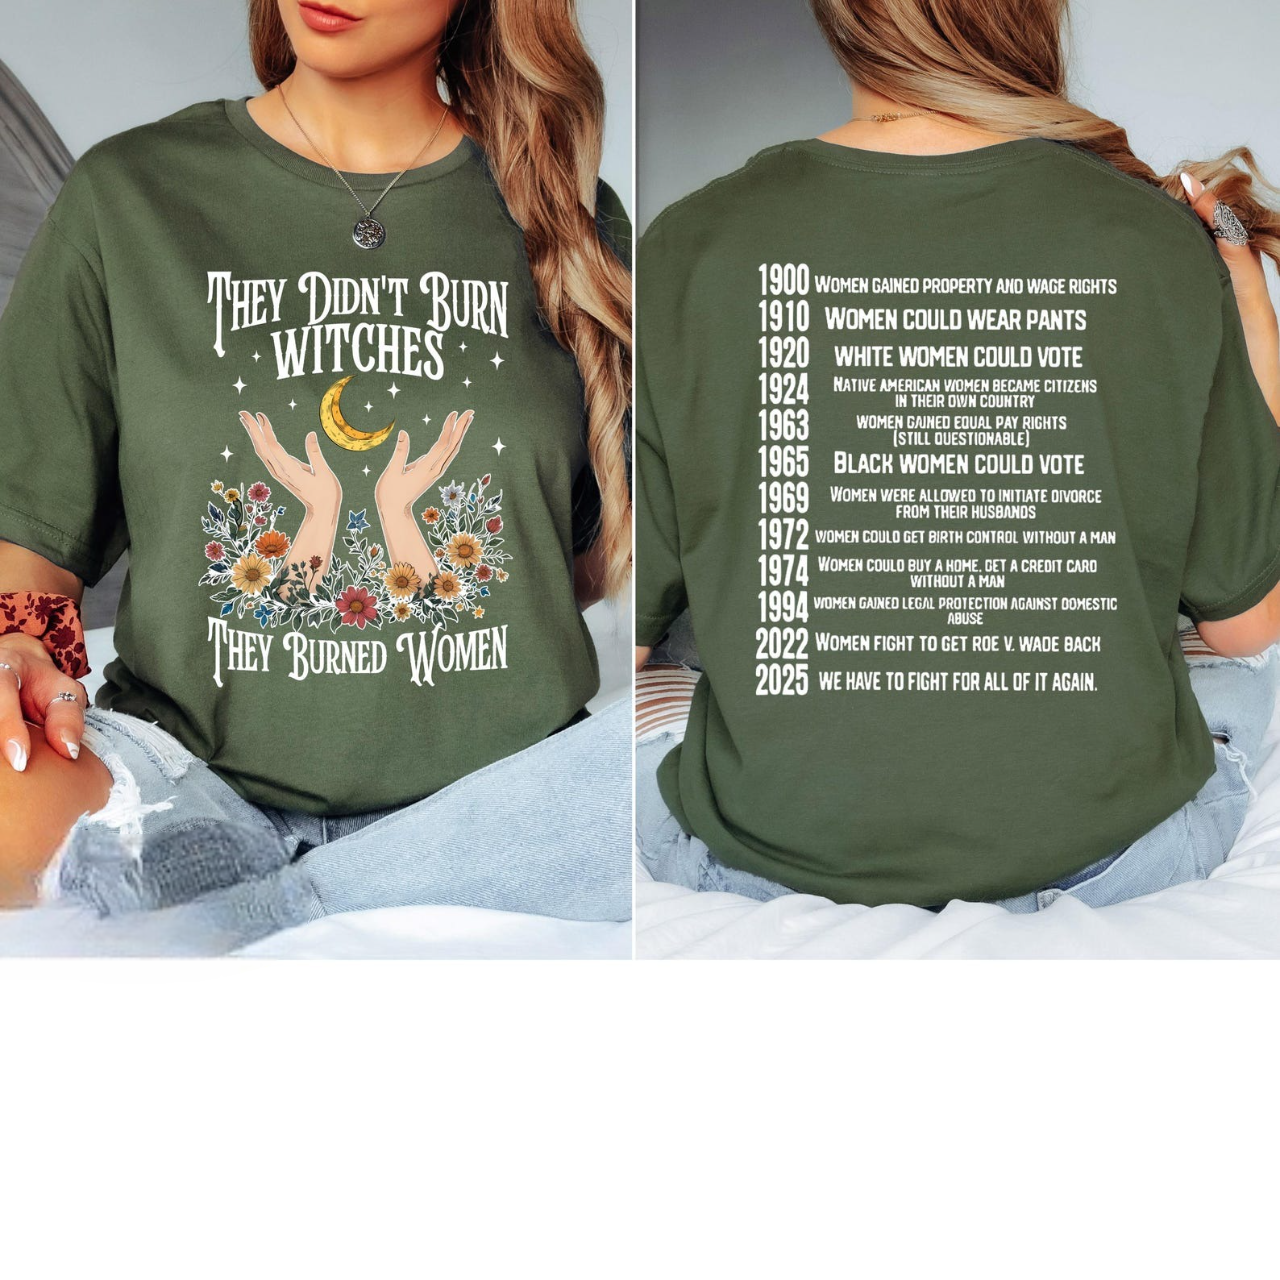 They Didn't Burn
WITCHES
They Burned Women
1900 Women gained property and wage rights
1910 Women could wear pants
1920 WHITE WOMEN COULD VOTE
1924 Native American women became citizens
in their own country
1963 WOMEN GAINED EQUAL PAY RIGHTS
(STILL QUESTIONABLE)
1965 Black women could vote
1969 Women were allowed to initiate divorce
from their husbands
1972 WOMEN COULD GET BIRTH CONTROL WITHOUT A MAN
1974 Women could buy a home, get a credit card
without a man
1994 WOMEN GAINED LEGAL PROTECTION AGAINST DOMESTIC
ABUSE
2022 Women fight to get Roe v. Wade back
2025 WE HAVE TO FIGHT FOR ALL OF IT AGAIN.